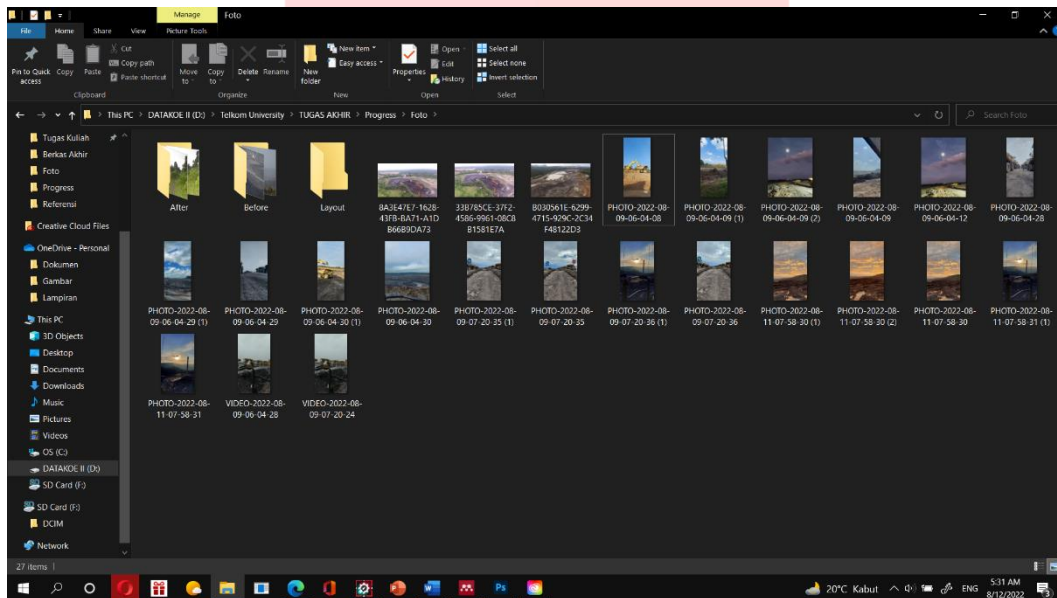 Manage
Foto
File
Home
Share
View
Picture Tools
Pin to Quick access
Copy
Paste
Cut
Copy path
Paste shortcut
Clipboard
Move to
Copy to
Delete
Rename
Organize
New folder
New item
Easy access
New
Properties
Open
Edit
History
Open
Select all
Select none
Invert selection
Select
This PC > DATAKOE II (D:) > Telkom University > TUGAS AKHIR > Progress > Foto >
Search Foto
Tugas Kuliah
Berkas Akhir
Foto
Progress
Referensi
Creative Cloud Files
OneDrive - Personal
Dokumen
Gambar
Lampiran
This PC
3D Objects
Desktop
Documents
Downloads
Music
Pictures
Videos
OS (C:)
DATAKOE II (D:)
SD Card (F:)
SD Card (F:)
DCIM
Network
After
Before
Layout
8A3E47E7-1628-
43FB-BA71-A1D
B66B9DA73
33B785CE-37F2-
4586-9961-08C8
B1581E7A
B030561E-6299-
4715-929C-2C34
F48122D3
PHOTO-2022-08-
09-06-04-08
PHOTO-2022-08-
09-06-04-09 (1)
PHOTO-2022-08-
09-06-04-09 (2)
PHOTO-2022-08-
09-06-04-09
PHOTO-2022-08-
09-06-04-12
PHOTO-2022-08-
09-06-04-28
PHOTO-2022-08-
09-06-04-29 (1)
PHOTO-2022-08-
09-06-04-29
PHOTO-2022-08-
09-06-04-30 (1)
PHOTO-2022-08-
09-06-04-30
PHOTO-2022-08-
09-07-20-35 (1)
PHOTO-2022-08-
09-07-20-35
PHOTO-2022-08-
09-07-20-36 (1)
PHOTO-2022-08-
09-07-20-36
PHOTO-2022-08-
11-07-58-30 (1)
PHOTO-2022-08-
11-07-58-30 (2)
PHOTO-2022-08-
11-07-58-30
PHOTO-2022-08-
11-07-58-31 (1)
PHOTO-2022-08-
11-07-58-31
VIDEO-2022-08-
09-06-04-28
VIDEO-2022-08-
09-07-20-24
27 items
Ps
20°C Kabut
ENG
5:31 AM
8/12/2022